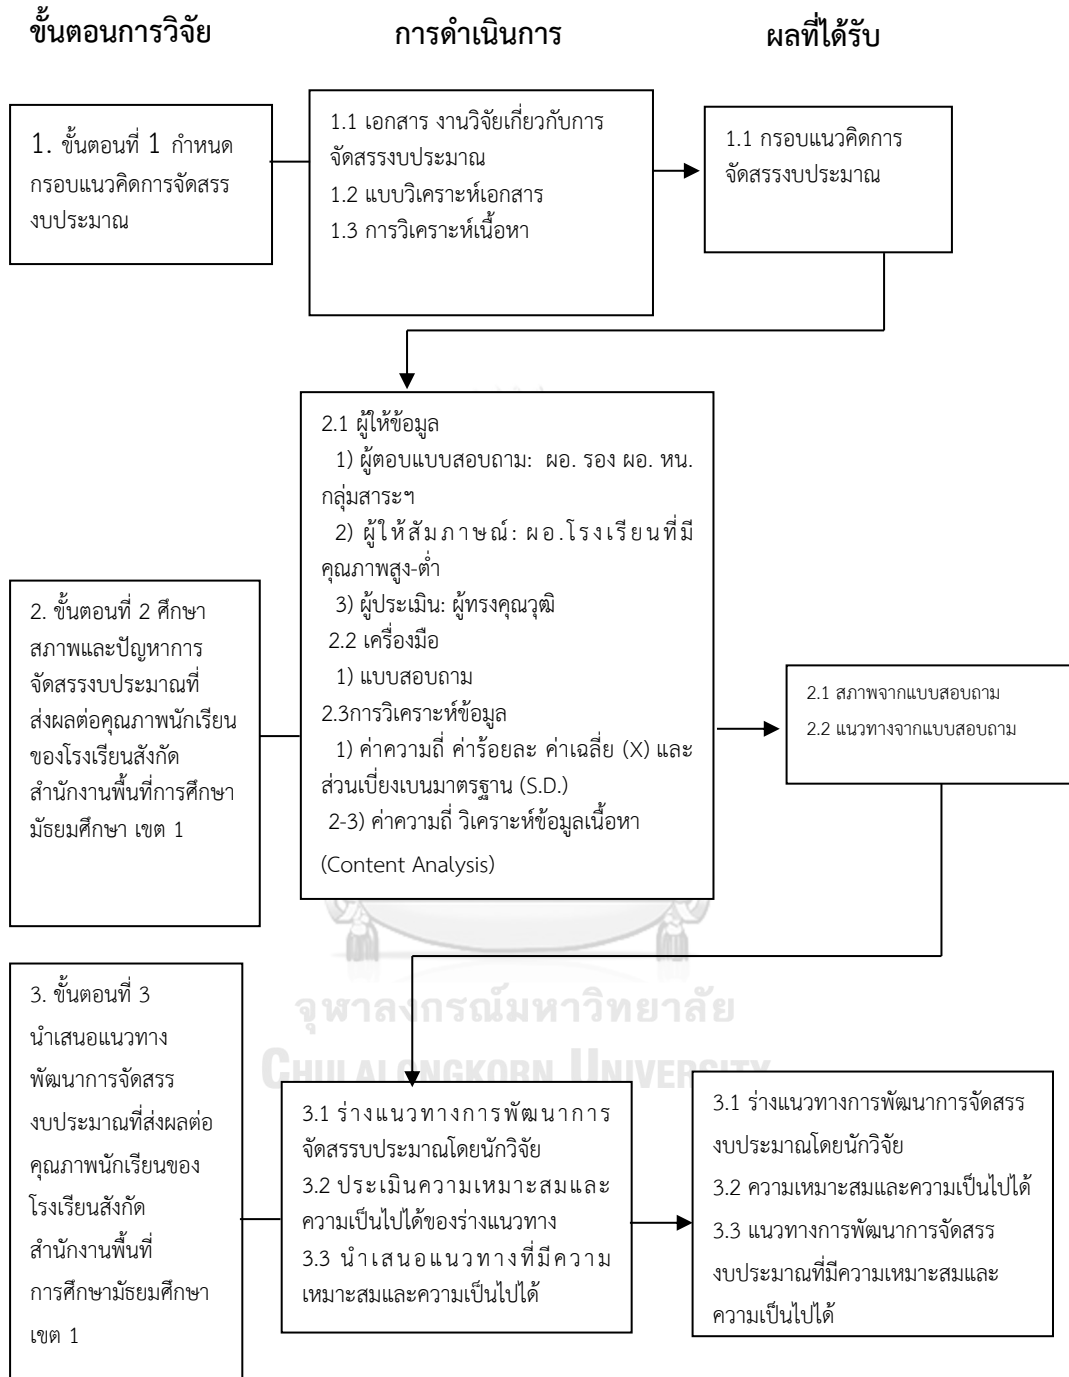 ขั้นตอนการวิจัย
การดำเนินการ
ผลที่ได้รับ
1. ขั้นตอนที่ 1 กำหนด
กรอบแนวคิดการจัดสรร
งบประมาณ
1.1 เอกสาร งานวิจัยเกี่ยวกับการ
จัดสรรงบประมาณ
1.2 แบบวิเคราะห์เอกสาร
1.3 การวิเคราะห์เนื้อหา
1.1 กรอบแนวคิดการ
จัดสรรงบประมาณ
2. ขั้นตอนที่ 2 ศึกษา
สภาพและปัญหาการ
จัดสรรงบประมาณที่
ส่งผลต่อคุณภาพนักเรียน
ของโรงเรียนสังกัด
สำนักงานพื้นที่การศึกษา
มัธยมศึกษา เขต 1
2.1 ผู้ให้ข้อมูล
1) ผู้ตอบแบบสอบถาม: ผอ. รอง ผอ. หน.
กลุ่มสาระฯ
2) ผู้ให้สัมภาษณ์: ผอ.โรงเรียนที่มี
คุณภาพสูง-ต่ำ
3) ผู้ประเมิน: ผู้ทรงคุณวุฒิ
2.2 เครื่องมือ
1) แบบสอบถาม
2.3การวิเคราะห์ข้อมูล
1) ค่าความถี่ ค่าร้อยละ ค่าเฉลี่ย (X) และ
ส่วนเบี่ยงเบนมาตรฐาน (S.D.)
2-3) ค่าความถี่ วิเคราะห์ข้อมูลเนื้อหา
(Content Analysis)
2.1 สภาพจากแบบสอบถาม
2.2 แนวทางจากแบบสอบถาม
จุฬาลงกรณ์มหาวิทยาลัย
CHULALONGKORN UNIVERSITY
3. ขั้นตอนที่ 3
นำเสนอแนวทาง
พัฒนาการจัดสรร
งบประมาณที่ส่งผลต่อ
คุณภาพนักเรียนของ
โรงเรียนสังกัด
สำนักงานพื้นที่
การศึกษามัธยมศึกษา
เขต 1
3.1 ร่างแนวทางการพัฒนาการ
จัดสรรบประมาณโดยนักวิจัย
3.2 ประเมินความเหมาะสมและ
ความเป็นไปได้ของร่างแนวทาง
3.3 นำเสนอแนวทางที่มีความ
เหมาะสมและความเป็นไปได้
3.1 ร่างแนวทางการพัฒนาการจัดสรร
งบประมาณโดยนักวิจัย
3.2 ความเหมาะสมและความเป็นไปได้
3.3 แนวทางการพัฒนาการจัดสรร
งบประมาณที่มีความเหมาะสมและ
ความเป็นไปได้